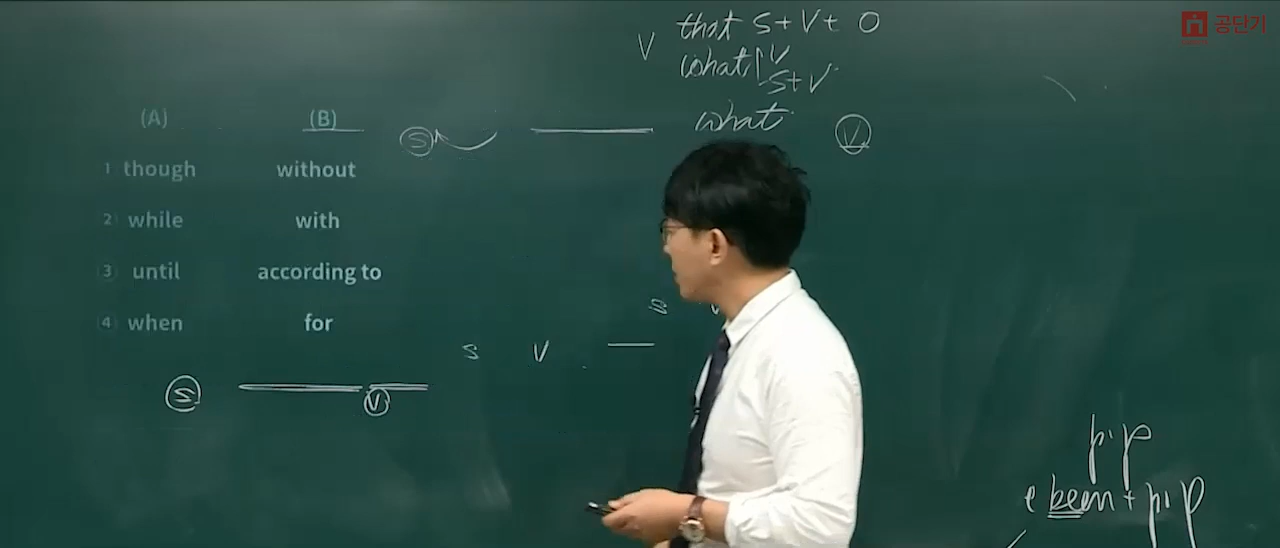 공단기
that S+V+ O
V
what V
S+V
what
V
(A) (B)
S
1 though without
2 while with
3 until according to
4 when for
S
S V
S
V
p.p
been + p.p